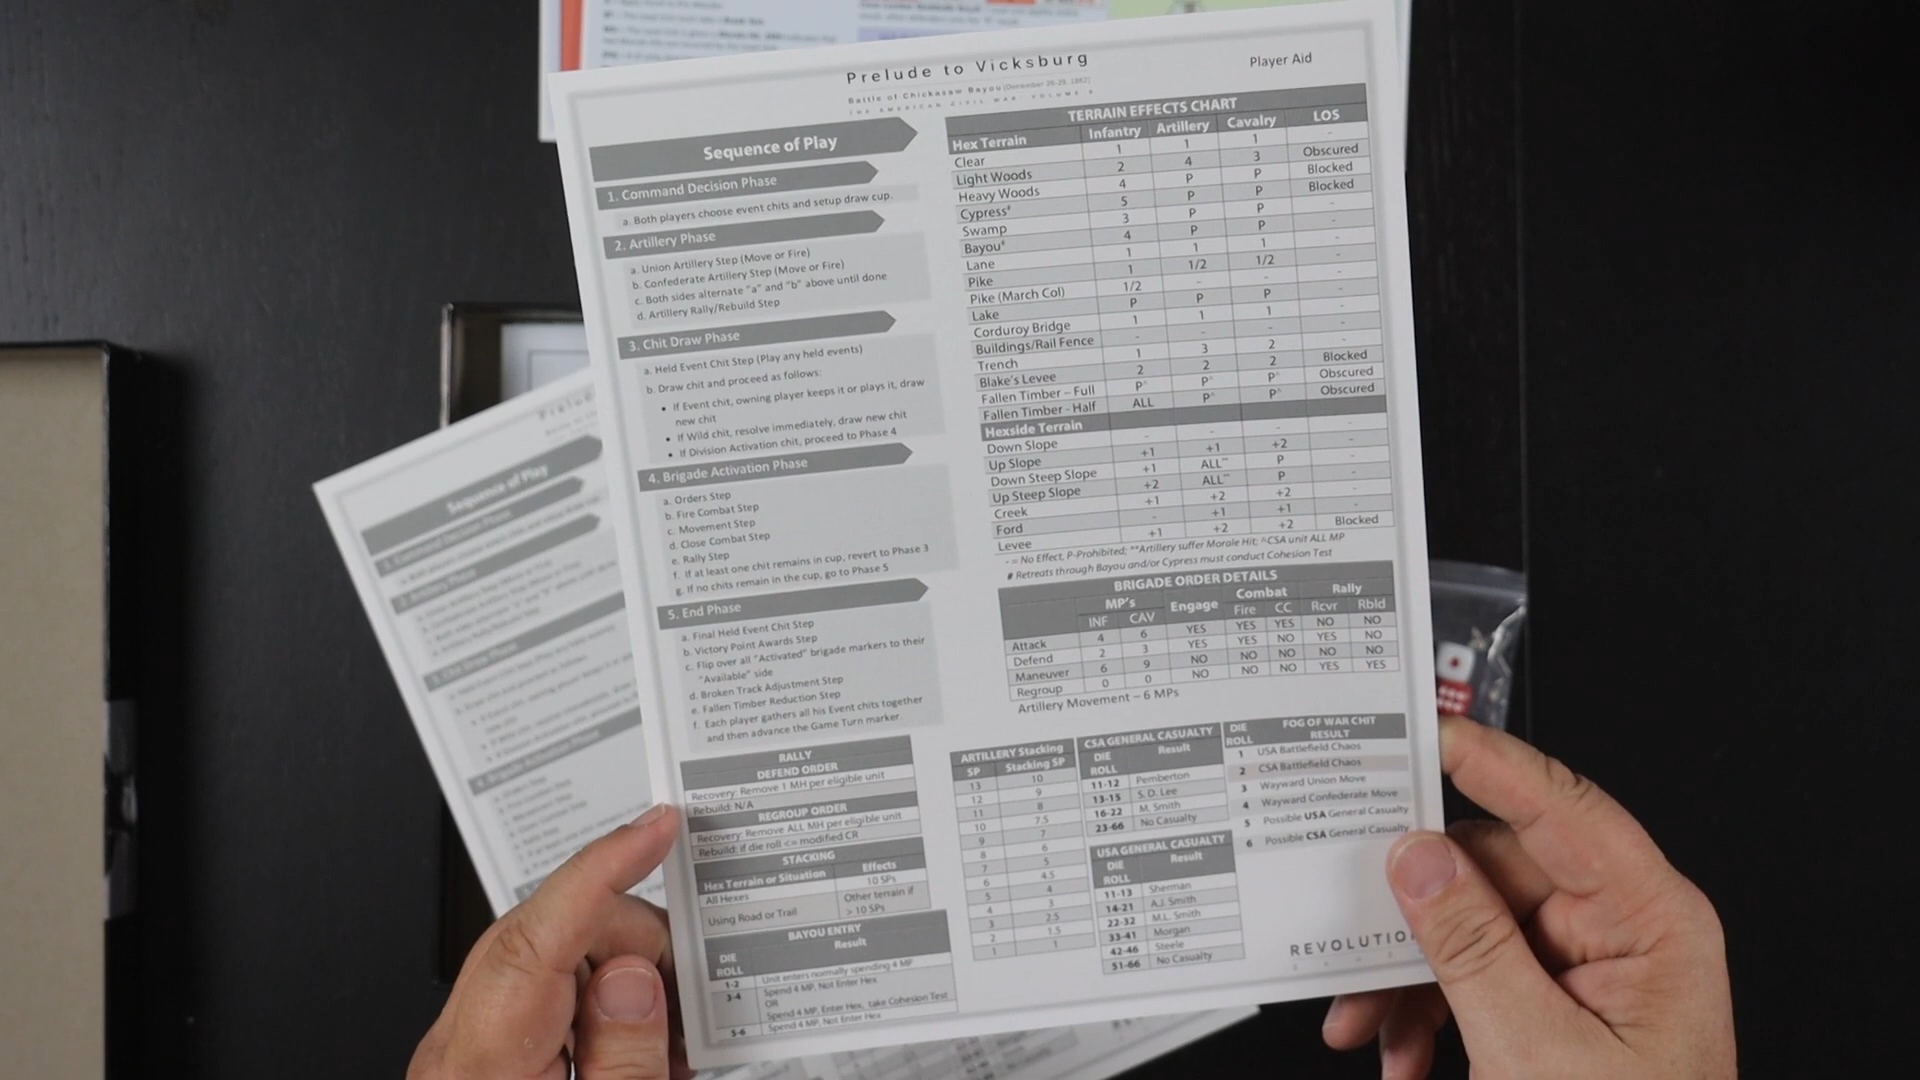 Prelude to Vicksburg
Battle of Chickasaw Bayou (December 26-29, 1862)
THE AMERICAN CIVIL WAR: VOLUME
Player Aid
Sequence of Play
1. Command Decision Phase
a. Both players choose event chits and setup draw cup.
2. Artillery Phase
a. Union Artillery Step (Move or Fire)
b. Confederate Artillery Step (Move or Fire)
c. Both sides alternate "a" and "b" above until done
d. Artillery Rally/Rebuild Step
3. Chit Draw Phase
a. Held Event Chit Step (Play any held events)
b. Draw chit and proceed as follows:
• If Event chit, owning player keeps it or plays it, draw
new chit
• If Wild chit, resolve immediately, draw new chit
• If Division Activation chit, proceed to Phase 4
4. Brigade Activation Phase
a. Orders Step
b. Fire Combat Step
c. Movement Step
d. Close Combat Step
e. Rally Step
f. If at least one chit remains in cup, revert to Phase 3
g. If no chits remain in the cup, go to Phase 5
5. End Phase
a. Final Held Event Chit Step
b. Victory Point Awards Step
c. Flip over all "Activated" brigade markers to their
"Available" side
d. Broken Track Adjustment Step
e. Fallen Timber Reduction Step
f. Each player gathers all his Event chits together
and then advance the Game Turn marker.
RALLY
DEFEND ORDER
Recovery: Remove 1 MH per eligible unit
Rebuild: N/A
REGROUP ORDER
Recovery: Remove ALL MH per eligible unit
Rebuild: if die roll <= modified CR
STACKING
Hex Terrain or Situation Effects
All Hexes 10 SPs
Using Road or Trail Other terrain if
> 10 SPs
BAYOU ENTRY
DIE ROLL Result
1-2 Unit enters normally spending 4 MP
3-4 Spend 4 MP, Not Enter Hex
OR
Spend 4 MP, Enter Hex, take Cohesion Test
5-6 Spend 4 MP, Not Enter Hex
TERRAIN EFFECTS CHART
Hex Terrain Infantry Artillery Cavalry LOS
Clear 1 1 1 -
Light Woods 2 4 3 Obscured
Heavy Woods 4 P P Blocked
Cypress# 5 P P Blocked
Swamp 3 P P -
Bayou# 4 P P -
Lane 1 1 1 -
Pike 1 1/2 1/2 -
Pike (March Col) 1/2 - - -
Lake P P P -
Corduroy Bridge 1 1 1 -
Buildings/Rail Fence - - - -
Trench 1 3 2 -
Blake's Levee 2 2 2 Blocked
Fallen Timber – Full P^ P^ P^ Obscured
Fallen Timber - Half ALL P^ P^ Obscured
Hexside Terrain
Down Slope - - - -
Up Slope +1 +1 +2 -
Down Steep Slope +1 ALL** P -
Up Steep Slope +2 ALL** P -
Creek +1 +2 +2 -
Ford - +1 +1 -
Levee +1 +2 +2 Blocked
- = No Effect, P-Prohibited; **Artillery suffer Morale Hit; ^CSA unit ALL MP
# Retreats through Bayou and/or Cypress must conduct Cohesion Test
BRIGADE ORDER DETAILS
MP's Engage Combat Rally
INF CAV Fire CC Rcvr Rbld
Attack 4 6 YES YES YES NO NO
Defend 2 3 YES YES NO YES NO
Maneuver 6 9 NO NO NO NO NO
Regroup 0 0 NO NO NO YES YES
Artillery Movement – 6 MPs
ARTILLERY Stacking
SP Stacking SP
13 10
12 9
11 8
10 7.5
9 7
8 6
7 5
6 4.5
5 4
4 3
3 2.5
2 1.5
1 1
CSA GENERAL CASUALTY
DIE ROLL Result
11-12 Pemberton
13-15 S.D. Lee
16-22 M. Smith
23-66 No Casualty
USA GENERAL CASUALTY
DIE ROLL Result
11-13 Sherman
14-21 A.J. Smith
22-32 M.L. Smith
33-41 Morgan
42-46 Steele
51-66 No Casualty
DIE ROLL FOG OF WAR CHIT RESULT
1 USA Battlefield Chaos
2 CSA Battlefield Chaos
3 Wayward Union Move
4 Wayward Confederate Move
5 Possible USA General Casualty
6 Possible CSA General Casualty
REVOLUTIO
Sequence of Play